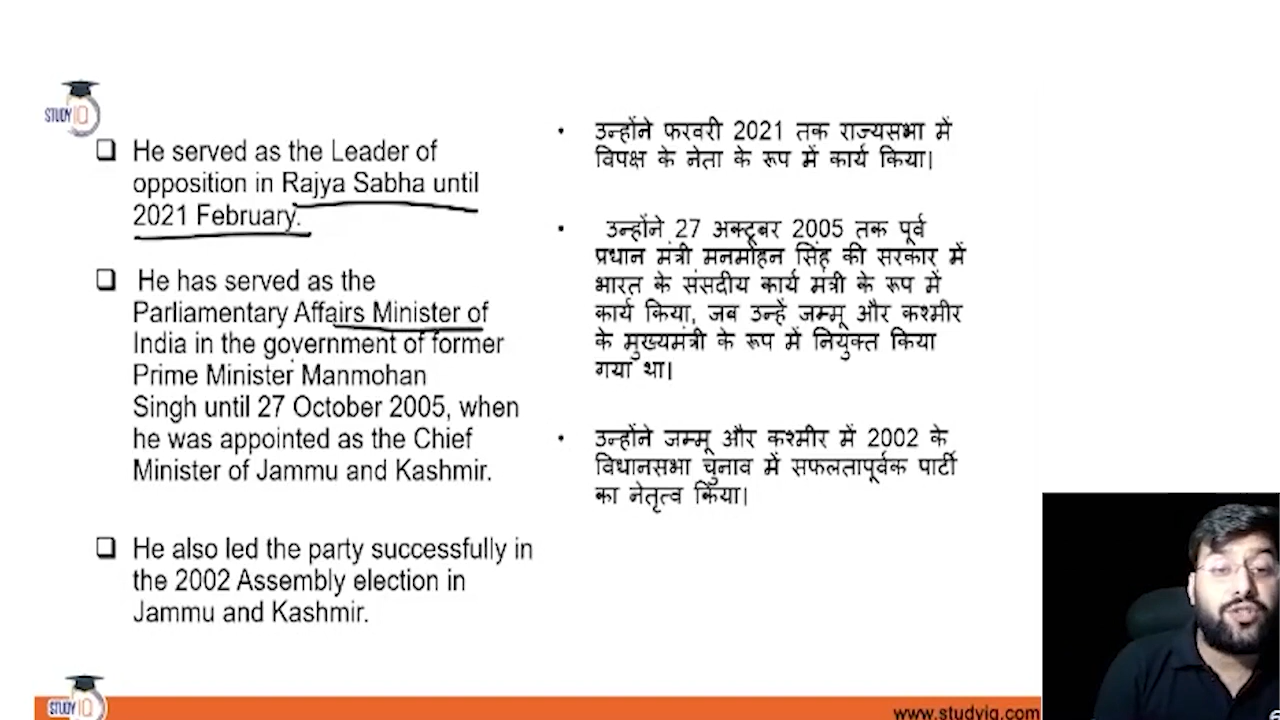 STUDY IQ
He served as the Leader of
opposition in Rajya Sabha until
2021 February.
He has served as the
Parliamentary Affairs Minister of
India in the government of former
Prime Minister Manmohan
Singh until 27 October 2005, when
he was appointed as the Chief
Minister of Jammu and Kashmir.
He also led the party successfully in
the 2002 Assembly election in
Jammu and Kashmir.
• उन्होंने फरवरी 2021 तक राज्यसभा में
विपक्ष के नेता के रूप में कार्य किया।
• उन्होंने 27 अक्टूबर 2005 तक पूर्व
प्रधान मंत्री मनमोहन सिंह की सरकार में
भारत के संसदीय कार्य मंत्री के रूप में
कार्य किया, जब उन्हें जम्मू और कश्मीर
के मुख्यमंत्री के रूप में नियुक्त किया
गया था।
• उन्होंने जम्मू और कश्मीर में 2002 के
विधानसभा चुनाव में सफलतापूर्वक पार्टी
का नेतृत्व किया।
STUDY IQ
www.studyiq.com